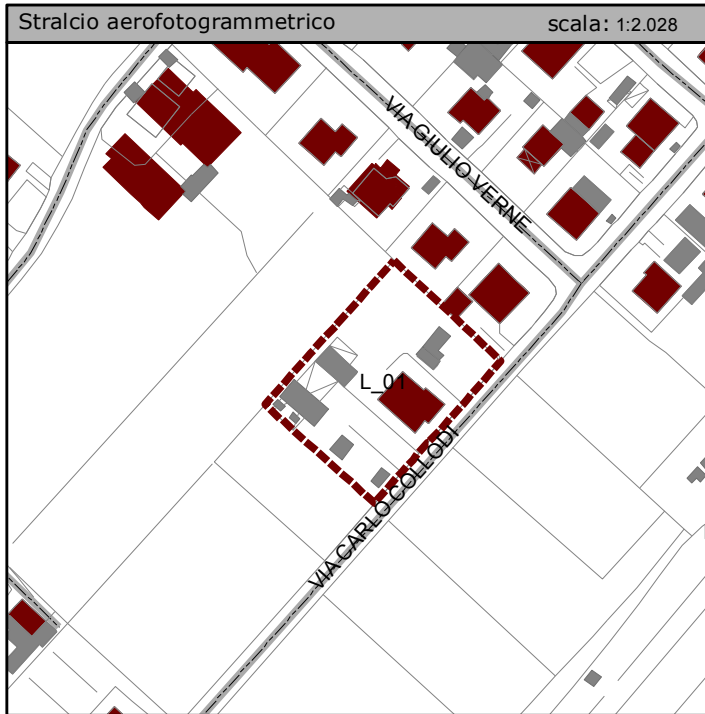 Stralcio aerofotogrammetrico scala: 1:2.028
VIA GIULIO VERNE
L_01
VIA CARLO COLLODI